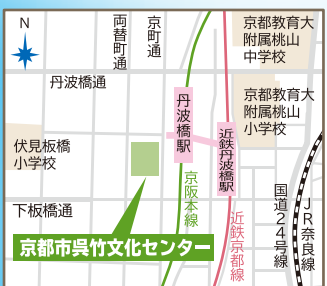 N
両替町通
京町通
京都教育大
附属桃山
中学校
丹波橋通
京都教育大
附属桃山
小学校
丹波橋駅
近鉄丹波橋駅
伏見板橋
小学校
京阪本線
下板橋通
近鉄京都線
国道24号線
JR奈良線
京都市呉竹文化センター